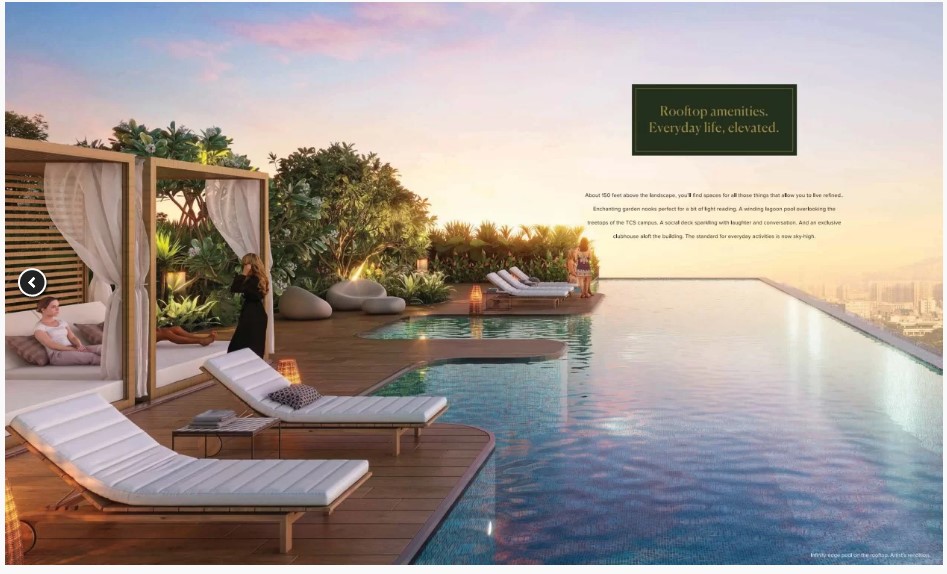 Rooftop amenities.
Everyday life, elevated.
About 150 feet above the landscape, you'll find spaces for all those things that allow you to live refined.
Enchanting garden nooks perfect for a bit of light reading. A winding lagoon pool overlooking the
treetops of the TCS campus. A social deck sparkling with laughter and conversation. And an exclusive
clubhouse aloft the building. The standard for everyday activities is now sky-high.
Infinity edge pool on the rooftop. Artist's rendition.